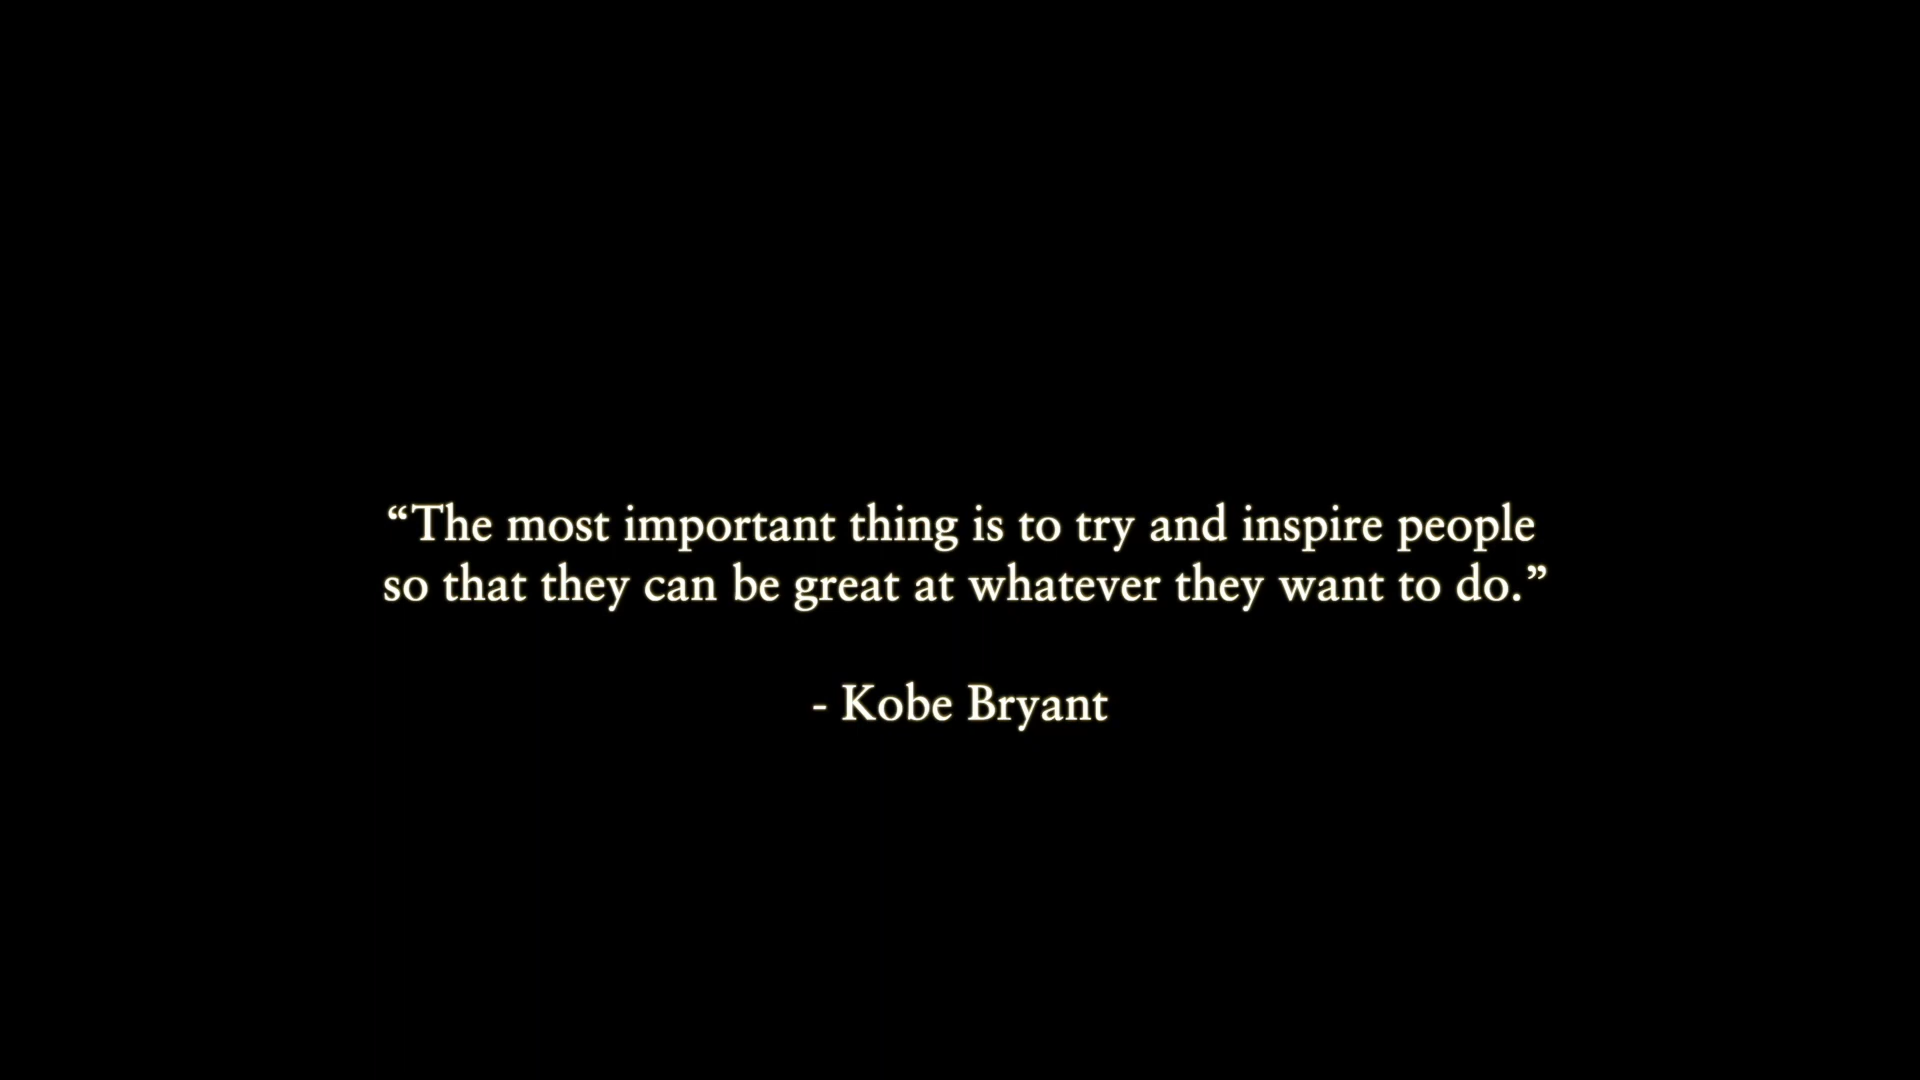 “The most important thing is to try and inspire people
so that they can be great at whatever they want to do.”
- Kobe Bryant